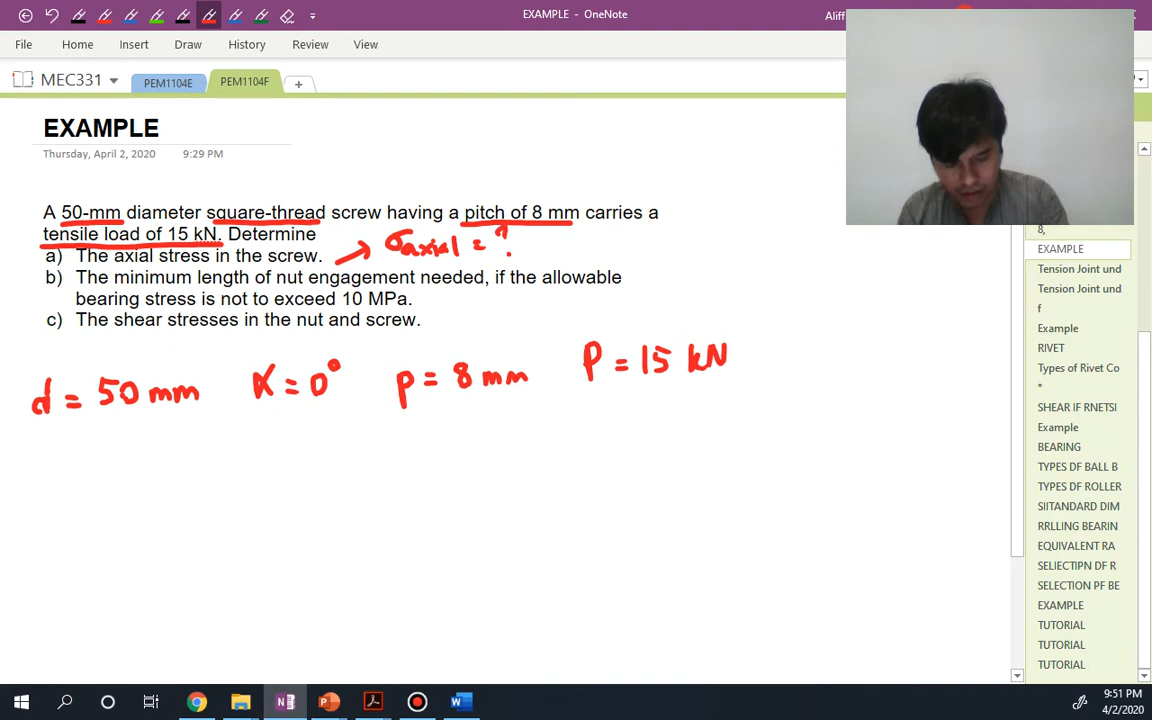 EXAMPLE - OneNote
Aliff
File Home Insert Draw History Review View
MEC331 PEM1104E PEM1104F +
EXAMPLE
Thursday, April 2, 2020 9:29 PM
A 50-mm diameter square-thread screw having a pitch of 8 mm carries a
tensile load of 15 kN. Determine
a) The axial stress in the screw. → σaxial = ?
b) The minimum length of nut engagement needed, if the allowable
bearing stress is not to exceed 10 MPa.
c) The shear stresses in the nut and screw.
d = 50 mm α = 0° p = 8 mm P = 15 kN
8,
EXAMPLE
Tension Joint und
Tension Joint und
f
Example
RIVET
Types of Rivet Co
*
SHEAR IF RNETSI
Example
BEARING
TYPES DF BALL B
TYPES DF ROLLER
SIITANDARD DIM
RRLLING BEARIN
EQUIVALENT RA
SELIECTIPN DF R
SELECTION PF BE
EXAMPLE
TUTORIAL
TUTORIAL
TUTORIAL
9:51 PM
4/2/2020